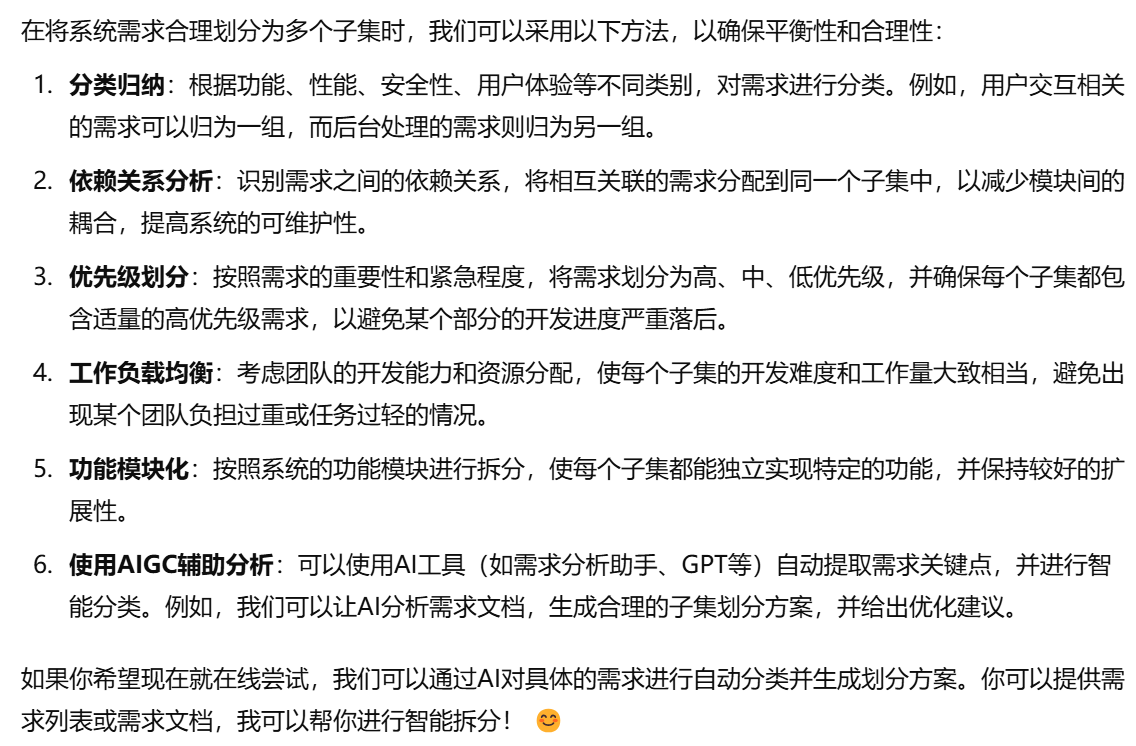 在将系统需求合理划分为多个子集时，我们可以采用以下方法，以确保平衡性和合理性：
1. 分类归纳：根据功能、性能、安全性、用户体验等不同类别，对需求进行分类。例如，用户交互相关
的需求可以归为一组，而后台处理的需求则归为另一组。
2. 依赖关系分析：识别需求之间的依赖关系，将相互关联的需求分配到同一个子集中，以减少模块间的
耦合，提高系统的可维护性。
3. 优先级划分：按照需求的重要性和紧急程度，将需求划分为高、中、低优先级，并确保每个子集都包
含适量的高优先级需求，以避免某个部分的开发进度严重落后。
4. 工作负载均衡：考虑团队的开发能力和资源分配，使每个子集的开发难度和工作量大致相当，避免出
现某个团队负担过重或任务过轻的情况。
5. 功能模块化：按照系统的功能模块进行拆分，使每个子集都能独立实现特定的功能，并保持较好的扩
展性。
6. 使用AIGC辅助分析：可以使用AI工具（如需求分析助手、GPT等）自动提取需求关键点，并进行智
能分类。例如，我们可以让AI分析需求文档，生成合理的子集划分方案，并给出优化建议。
如果你希望现在就在线尝试，我们可以通过AI对具体的需求进行自动分类并生成划分方案。你可以提供需
求列表或需求文档，我可以帮你进行智能拆分！ 😊